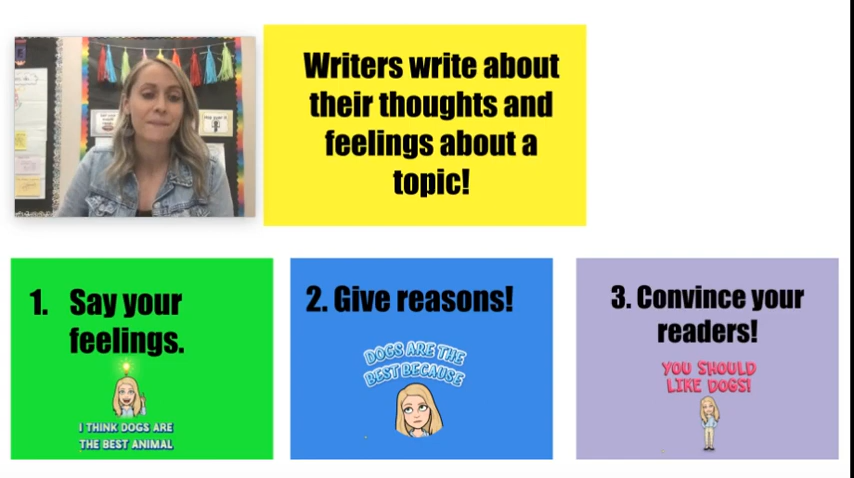 Writers write about
their thoughts and
feelings about a
topic!
1. Say your
feelings.
I THINK DOGS ARE
THE BEST ANIMAL
2. Give reasons!
DOGS ARE THE
BEST BECAUSE
3. Convince your
readers!
YOU SHOULD
LIKE DOGS!